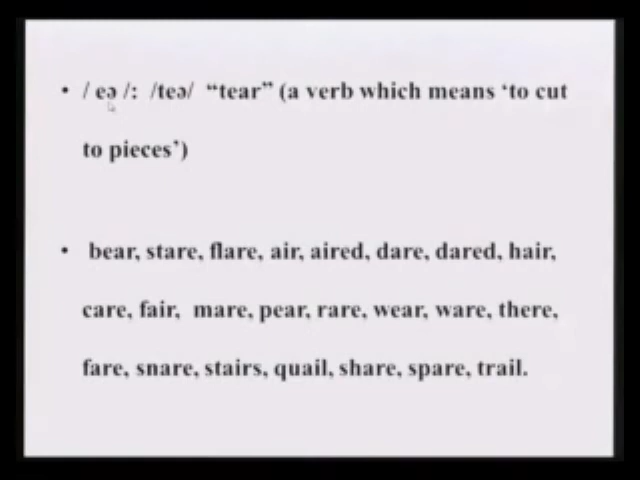 • / eə /: /teə/ “tear” (a verb which means ‘to cut
to pieces’)
• bear, stare, flare, air, aired, dare, dared, hair,
care, fair, mare, pear, rare, wear, ware, there,
fare, snare, stairs, quail, share, spare, trail.